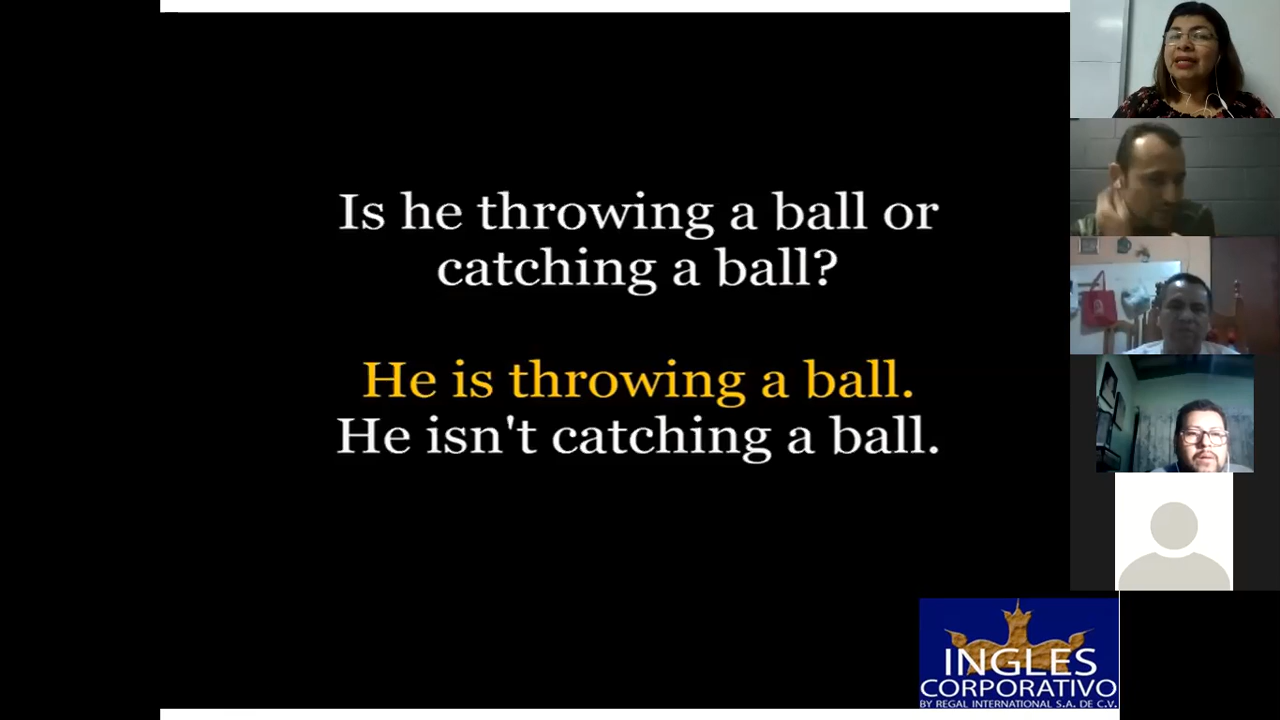 Is he throwing a ball or
catching a ball?
He is throwing a ball.
He isn't catching a ball.
INGLES
CORPORATIVO
BY REGAL INTERNATIONAL S.A. DE C.V.